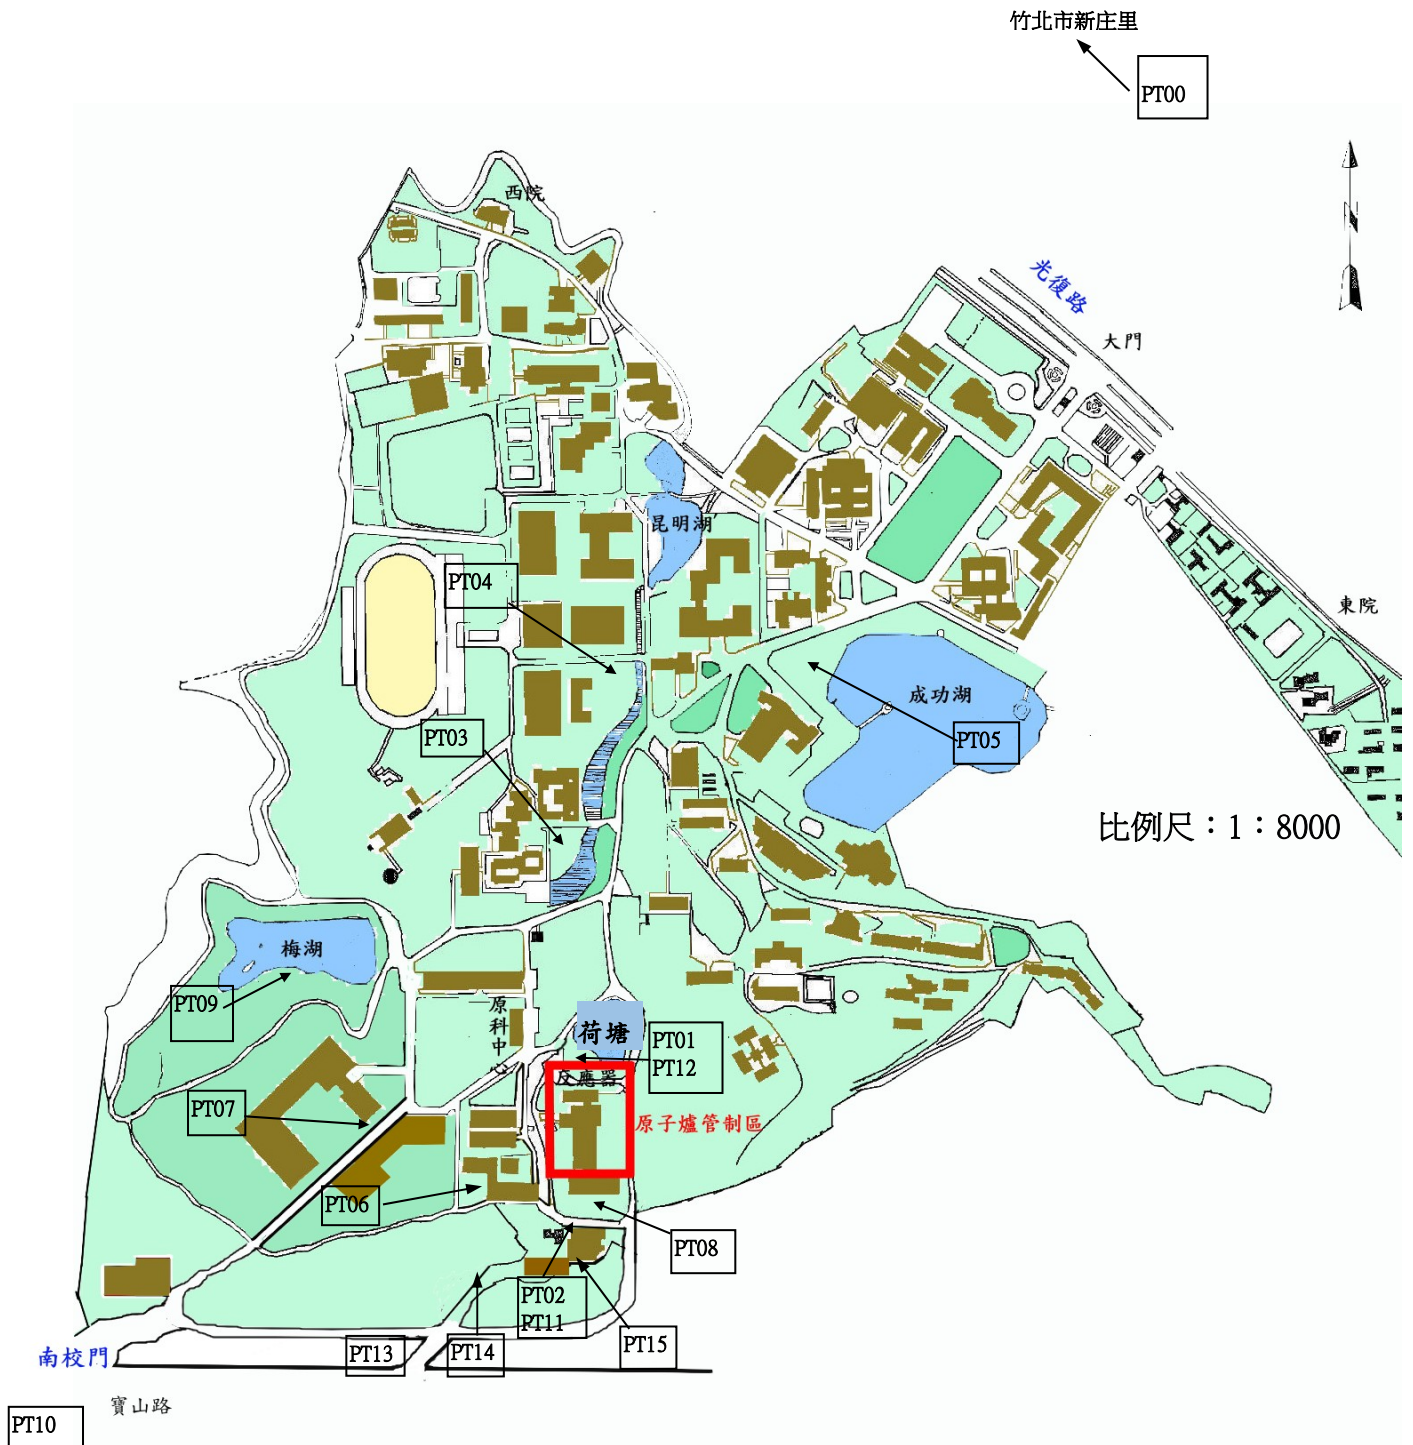 竹北市新庄里
PT00
西院
光復路
大門
昆明湖
PT04
東院
成功湖
PT03
PT05
比例尺：1：8000
梅湖
PT09
原科中心
荷塘
PT01
PT12
反應器
PT07
原子爐管制區
PT06
PT08
PT02
PT11
PT15
PT13
PT14
南校門
寶山路
PT10